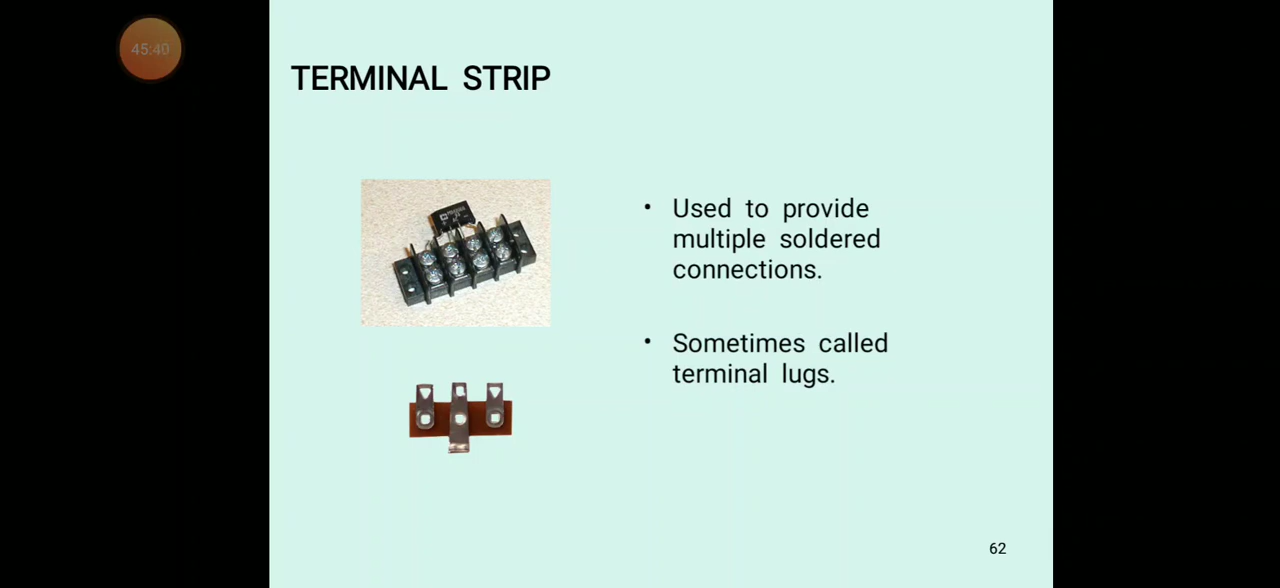 45:40
TERMINAL STRIP
• Used to provide
multiple soldered
connections.
• Sometimes called
terminal lugs.
62